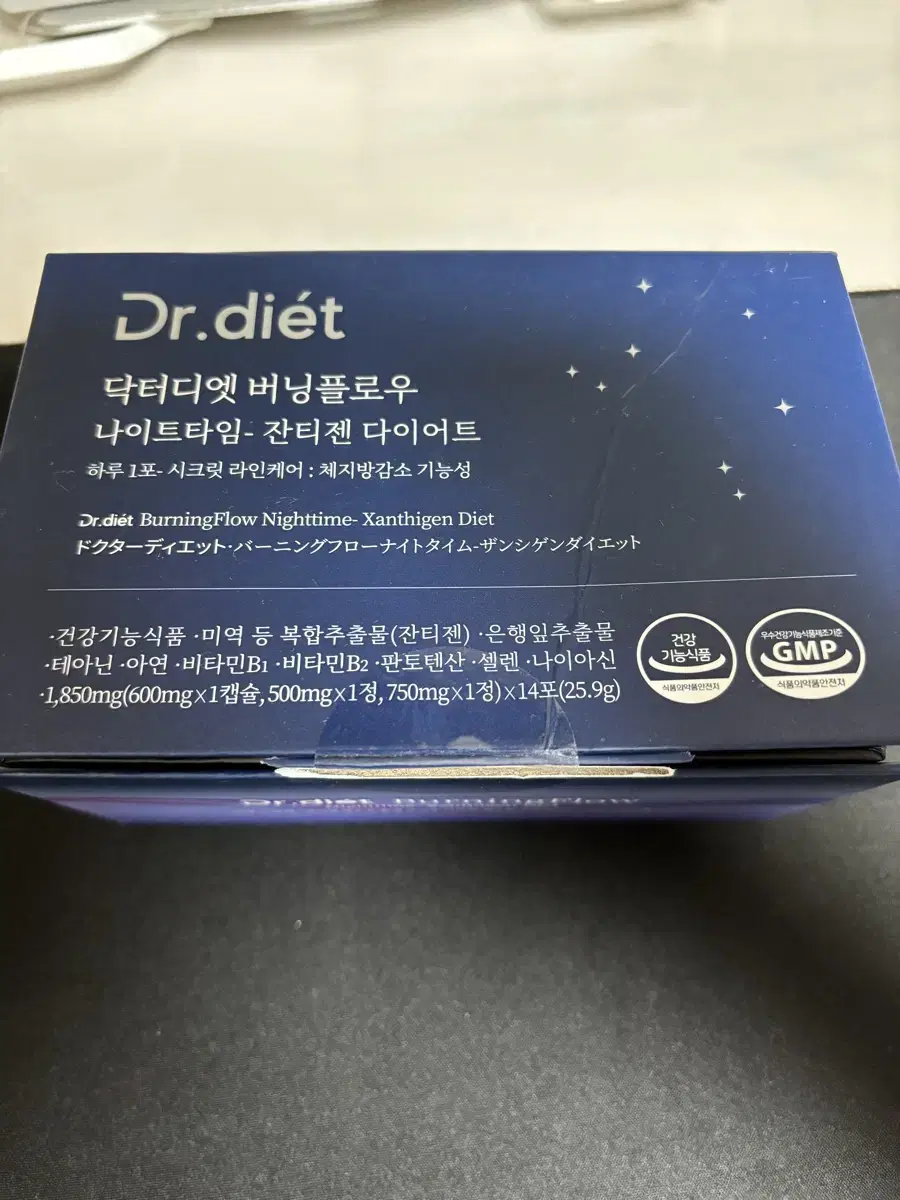 Dr.diét
닥터디엣 버닝플로우
나이트타임- 잔티젠 다이어트
하루 1포- 시크릿 라인케어 : 체지방감소 기능성
Dr.diét BurningFlow Nighttime- Xanthigen Diet
ドクターディエット·バーニングフローナイトタイム-ザンシゲンダイエット
·건강기능식품 ·미역 등 복합추출물(잔티젠) ·은행잎추출물
·테아닌 ·아연 ·비타민B1 ·비타민B2 ·판토텐산 ·셀렌 ·나이아신
·1,850mg(600mg×1캡슐, 500mg×1정, 750mg×1정)×14포(25.9g)
건강
기능식품
식품의약품안전처
우수건강기능식품제조기준
GMP
식품의약품안전처
Dr.diét BurningFlow